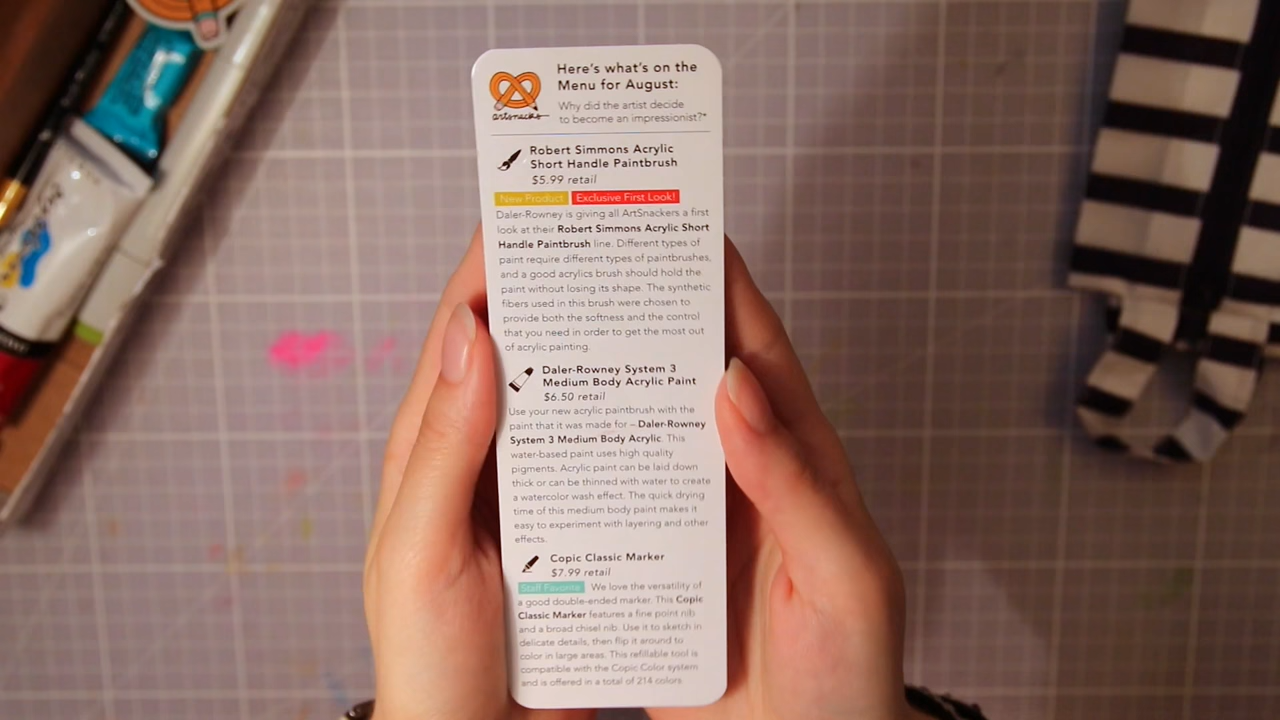 Here's what's on the
Menu for August:
Why did the artist decide
to become an impressionist?*
artsnacks
Robert Simmons Acrylic
Short Handle Paintbrush
$5.99 retail
New Product Exclusive First Look!
Daler-Rowney is giving all ArtSnackers a first
look at their Robert Simmons Acrylic Short
Handle Paintbrush line. Different types of
paint require different types of paintbrushes,
and a good acrylics brush should hold the
paint without losing its shape. The synthetic
fibers used in this brush were chosen to
provide both the softness and the control
that you need in order to get the most out
of acrylic painting.
Daler-Rowney System 3
Medium Body Acrylic Paint
$6.50 retail
Use your new acrylic paintbrush with the
paint that it was made for – Daler-Rowney
System 3 Medium Body Acrylic. This
water-based paint uses high quality
pigments. Acrylic paint can be laid down
thick or can be thinned with water to create
a watercolor wash effect. The quick drying
time of this medium body paint makes it
easy to experiment with layering and other
effects.
Copic Classic Marker
$7.99 retail
Staff Favorite We love the versatility of
a good double-ended marker. This Copic
Classic Marker features a fine point nib
and a broad chisel nib. Use it to sketch in
delicate details, then flip it around to
color in large areas. This refillable tool is
compatible with the Copic Color system
and is offered in a total of 214 colors